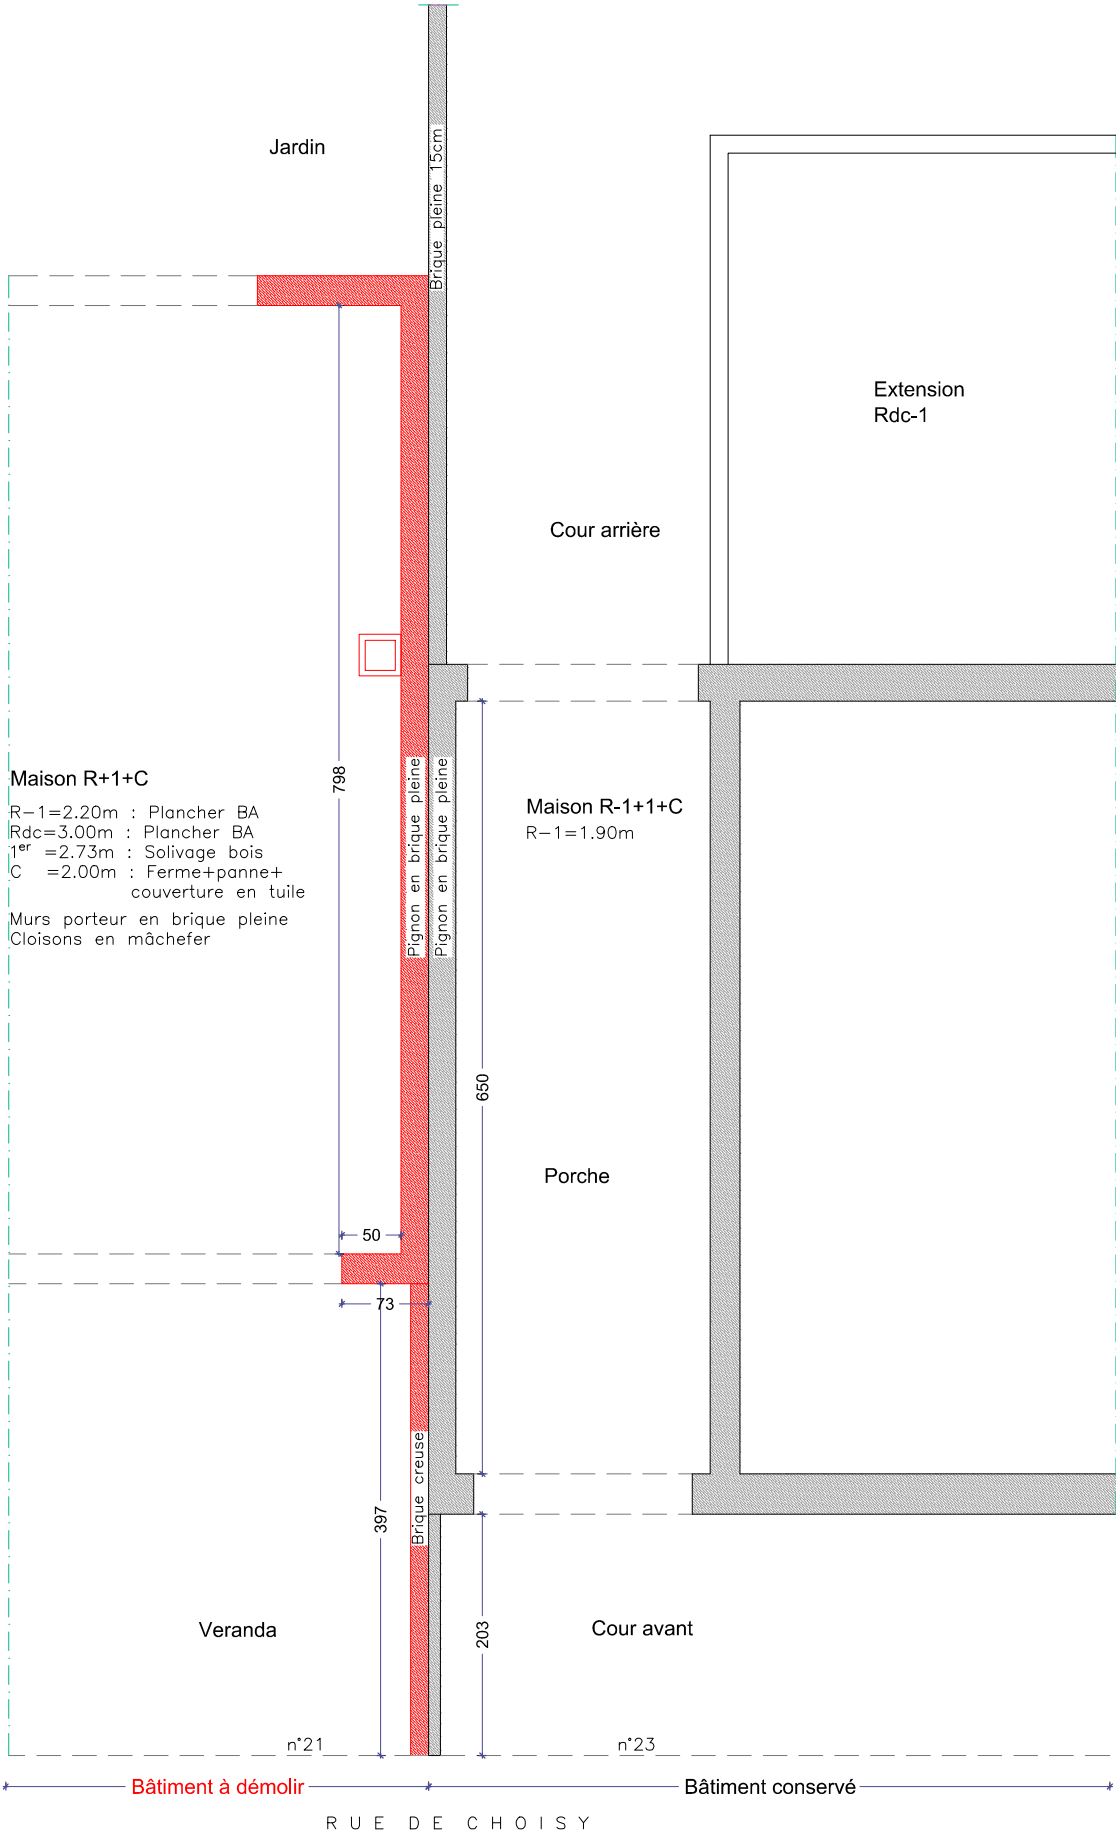 Jardin
Brique pleine 15cm
Extension
Rdc-1
Cour arrière
Maison R+1+C
R-1=2.20m : Plancher BA
Rdc=3.00m : Plancher BA
1er =2.73m : Solivage bois
C =2.00m : Ferme+panne+
couverture en tuile
Murs porteur en brique pleine
Cloisons en mâchefer
798
Pignon en brique pleine
Pignon en brique pleine
Maison R-1+1+C
R-1=1.90m
650
Porche
50
73
Brique creuse
397
203
Veranda
Cour avant
n°21
n°23
Bâtiment à démolir
Bâtiment conservé
RUE DE CHOISY